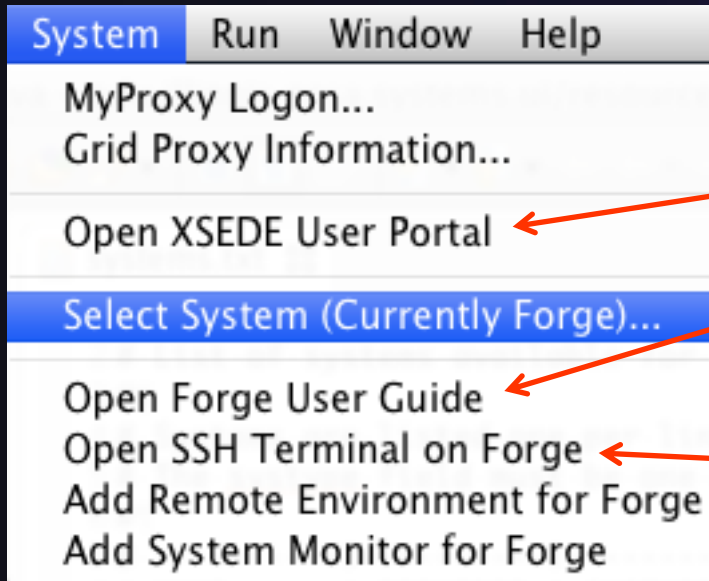 System Run Window Help
MyProxy Logon...
Grid Proxy Information...
Open XSEDE User Portal
Select System (Currently Forge)...
Open Forge User Guide
Open SSH Terminal on Forge
Add Remote Environment for Forge
Add System Monitor for Forge